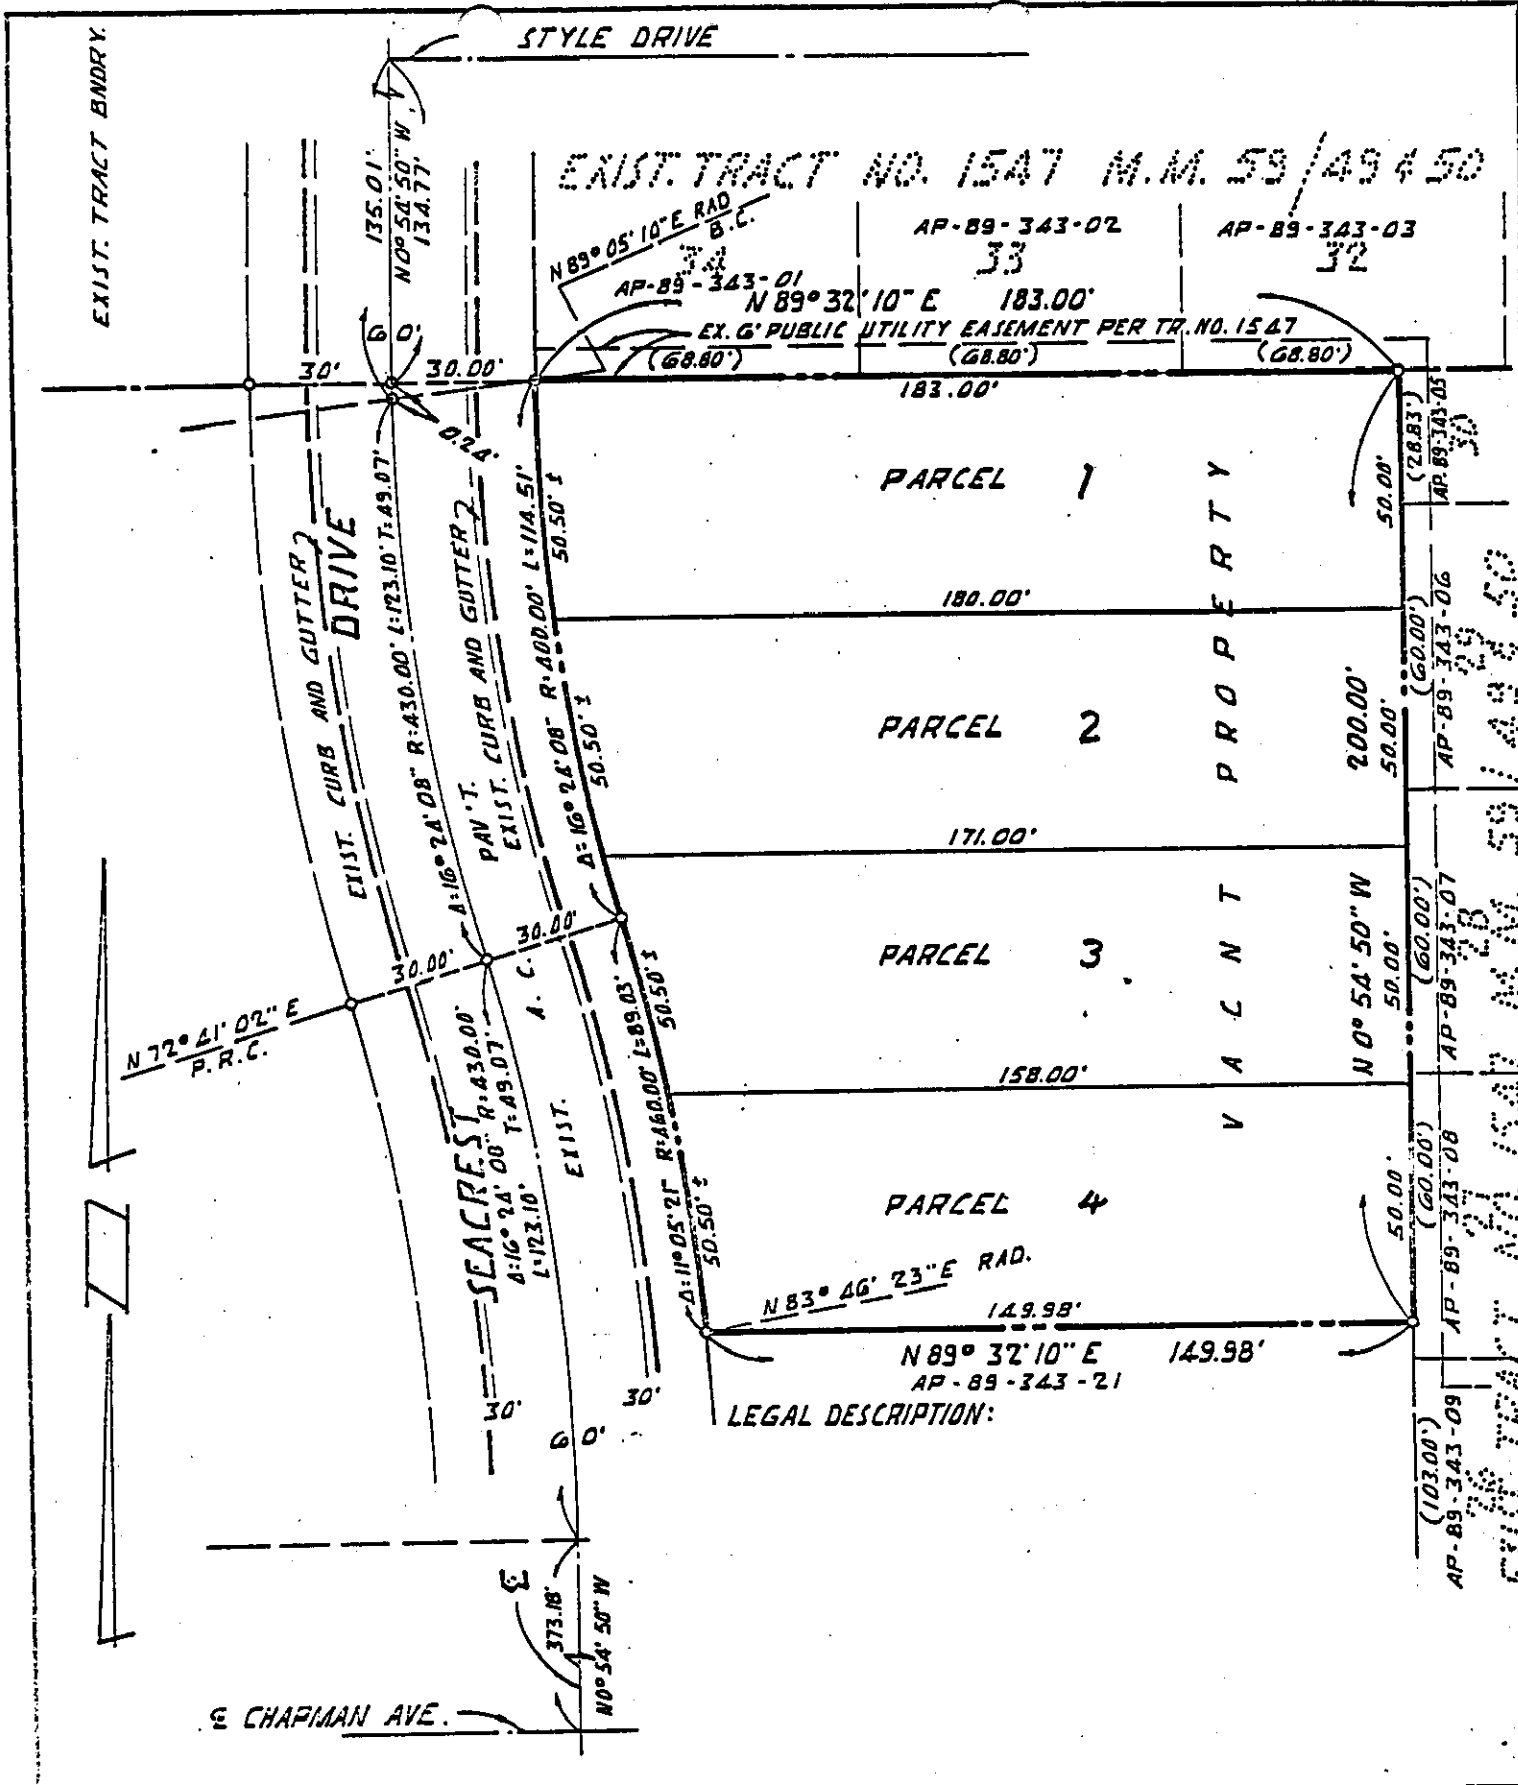 STYLE DRIVE
EXIST. TRACT BNDRY.
135.01'
N0° 54' 50" W
134.77'
EXIST. TRACT NO. 1547 M.M. 59/49 & 50
N 89° 05' 10" E RAD
B.C.
34
AP-89-343-01
AP-89-343-02
33
AP-89-343-03
32
N 89° 32' 10" E 183.00'
EX. 6' PUBLIC UTILITY EASEMENT PER TR. NO. 1547
(68.80')
(68.80')
(68.80')
30'
60'
30.00'
0.24'
183.00'
(28.83')
AP-89-343-05
30
50.00'
PARCEL 1
L=114.51'
50.50' ±
R=400.00'
Δ=16° 24' 08"
180.00'
EXIST. CURB AND GUTTER
DRIVE
Δ=16° 24' 08" R=430.00' L=123.10' T=49.07'
PAV'T.
EXIST. CURB AND GUTTER
PARCEL 2
50.50' ±
200.00'
50.00'
(60.00')
AP-89-343-06
29
171.00'
VACNT PROPERTY
PARCEL 3
N 0° 54' 50" W
50.00'
(60.00')
AP-89-343-07
28
30.00'
30.00'
N 72° 41' 02" E
P.R.C.
A.C.
EXIST.
SEACREST
Δ=16° 24' 08" R=430.00'
T=49.07'
L=123.10'
50.50' ±
Δ=11° 05' 21" R=460.00' L=89.03'
158.00'
PARCEL 4
50.50' ±
50.00'
(60.00')
AP-89-343-08
27
N 83° 46' 23" E RAD.
149.98'
N 89° 32' 10" E 149.98'
AP-89-343-21
LEGAL DESCRIPTION:
30'
60'
30'
(103.00')
AP-89-343-09
26
3
373.18'
N0° 54' 50" W
℄ CHAPMAN AVE.